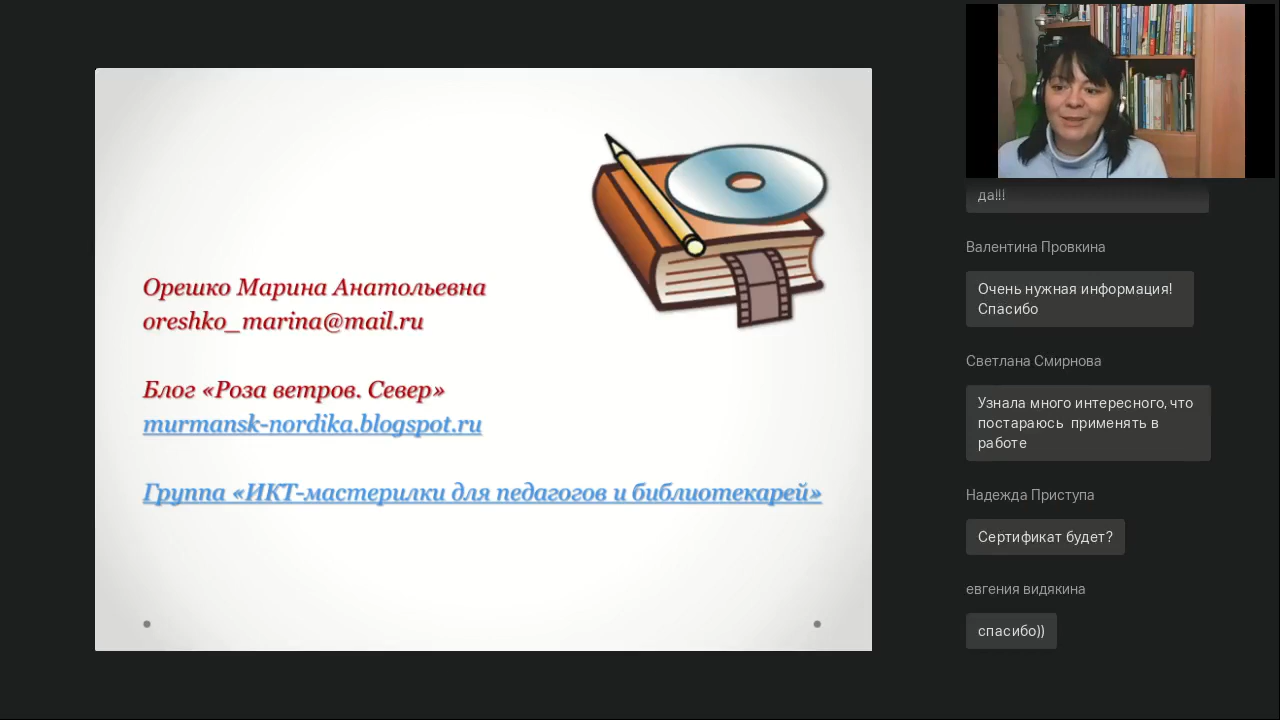 Орешко Марина Анатольевна
oreshko_marina@mail.ru
Блог «Роза ветров. Север»
murmansk-nordika.blogspot.ru
Группа «ИКТ-мастерилки для педагогов и библиотекарей»
да!!!
Валентина Провкина
Очень нужная информация!
Спасибо
Светлана Смирнова
Узнала много интересного, что
постараюсь применять в
работе
Надежда Приступа
Сертификат будет?
евгения видякина
спасибо))